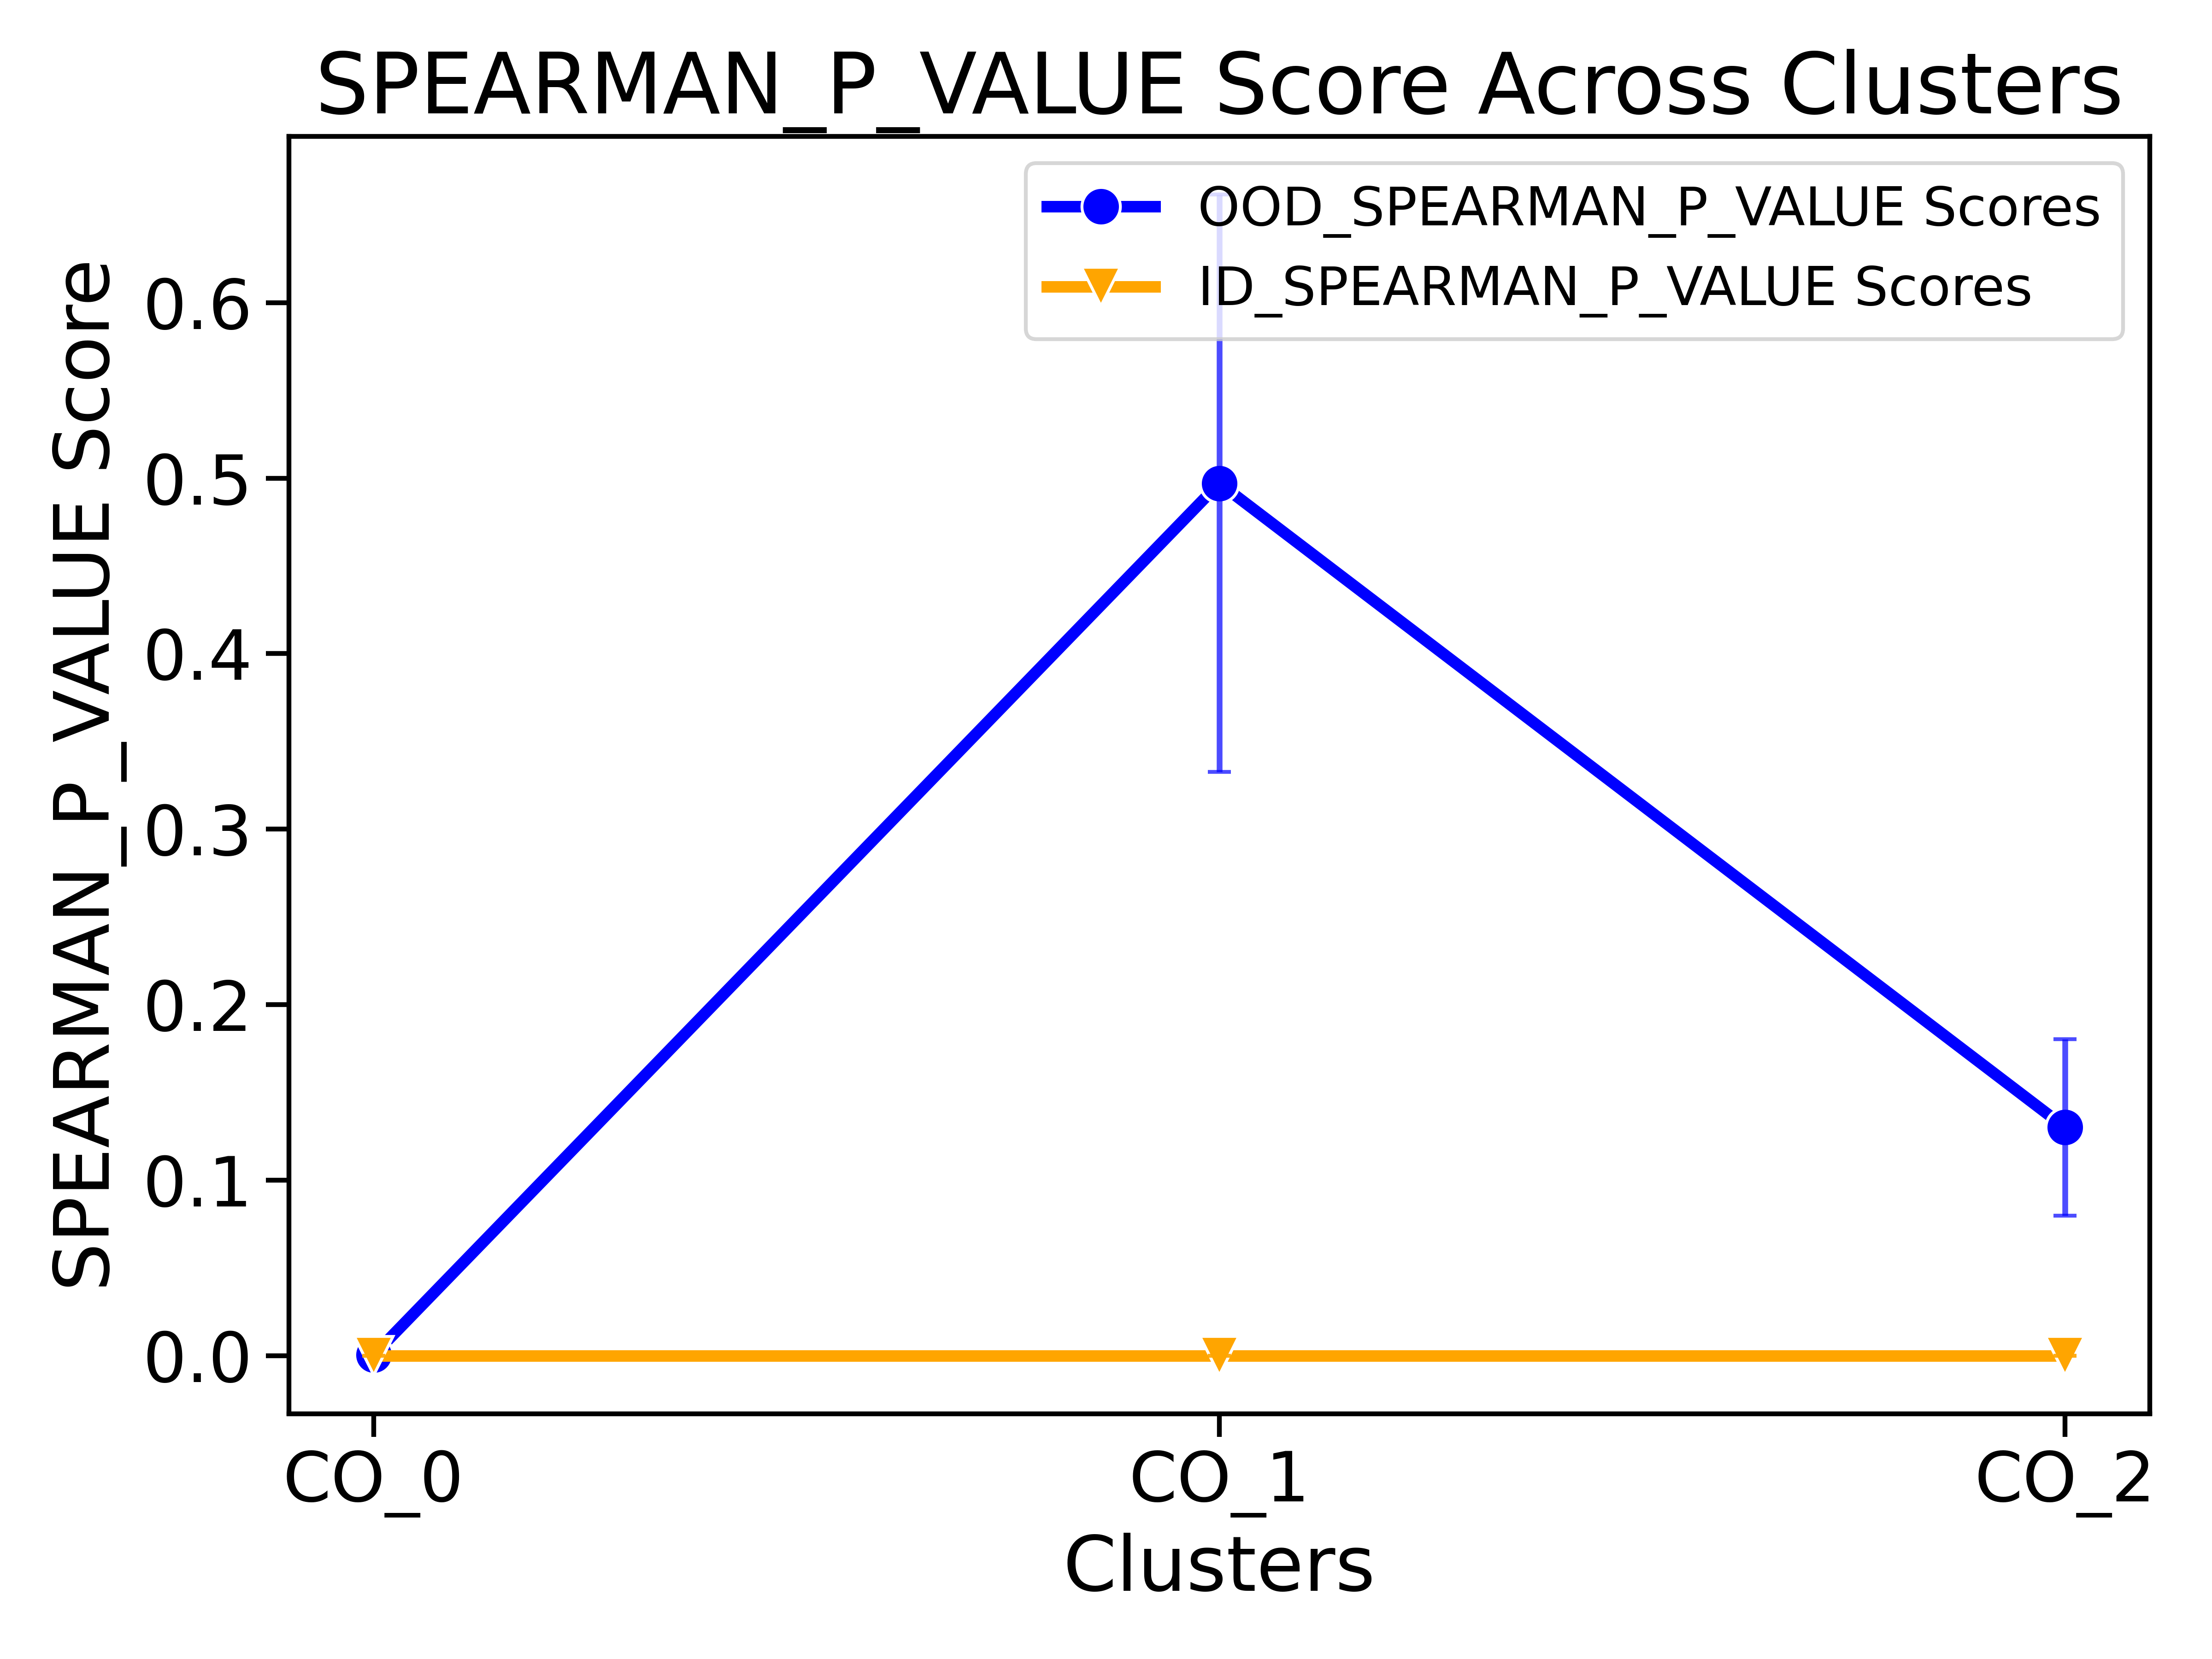 SPEARMAN_P_VALUE Score Across Clusters
OOD_SPEARMAN_P_VALUE Scores
ID_SPEARMAN_P_VALUE Scores
SPEARMAN_P_VALUE Score
0.6
0.5
0.4
0.3
0.2
0.1
0.0
CO_0 CO_1 CO_2
Clusters